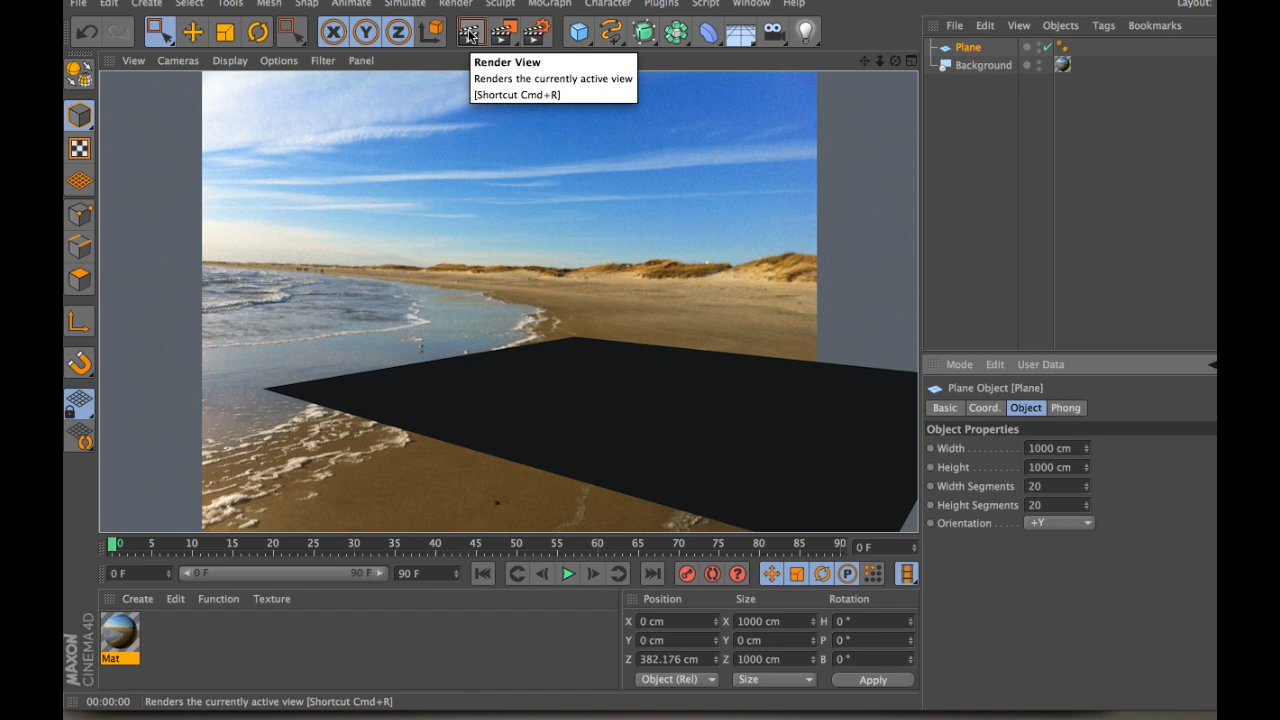 File Edit Create Select Tools Mesh Snap Animate Simulate Render Sculpt MoGraph Character Plugins Script Window Help Layout:
X Y Z
File Edit View Objects Tags Bookmarks
Plane
Background
View Cameras Display Options Filter Panel
Render View
Renders the currently active view
[Shortcut Cmd+R]
Mode Edit User Data
Plane Object [Plane]
Basic Coord. Object Phong
Object Properties
Width 1000 cm
Height 1000 cm
Width Segments 20
Height Segments 20
Orientation +Y
0 5 10 15 20 25 30 35 40 45 50 55 60 65 70 75 80 85 90 0 F
0 F 0 F 90 F 90 F ? P
Create Edit Function Texture
Mat
Position Size Rotation
X 0 cm X 1000 cm H 0 °
Y 0 cm Y 0 cm P 0 °
Z 382.176 cm Z 1000 cm B 0 °
Object (Rel) Size Apply
MAXON
CINEMA 4D
00:00:00 Renders the currently active view [Shortcut Cmd+R]